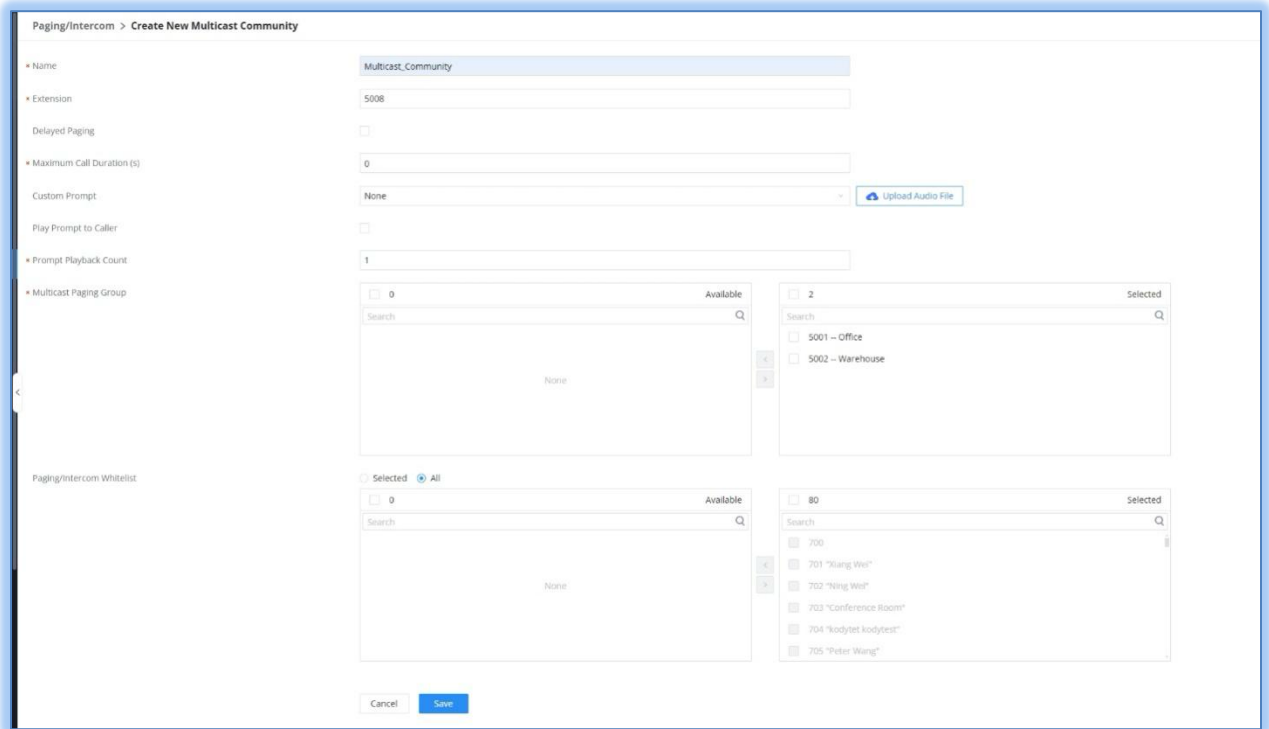 Paging/Intercom > Create New Multicast Community
* Name Multicast_Community
* Extension 5008
Delayed Paging
* Maximum Call Duration (s) 0
Custom Prompt None Upload Audio File
Play Prompt to Caller
* Prompt Playback Count 1
* Multicast Paging Group 0 Available 2 Selected
Search Search
5001 -- Office
5002 -- Warehouse
< 
None >
<
Paging/Intercom Whitelist Selected All
0 Available 80 Selected
Search Search
700
< 701 "Xiang Wei"
None > 702 "Ning Wei"
703 "Conference Room"
704 "kodytet kodytest"
705 "Peter Wang"
Cancel Save